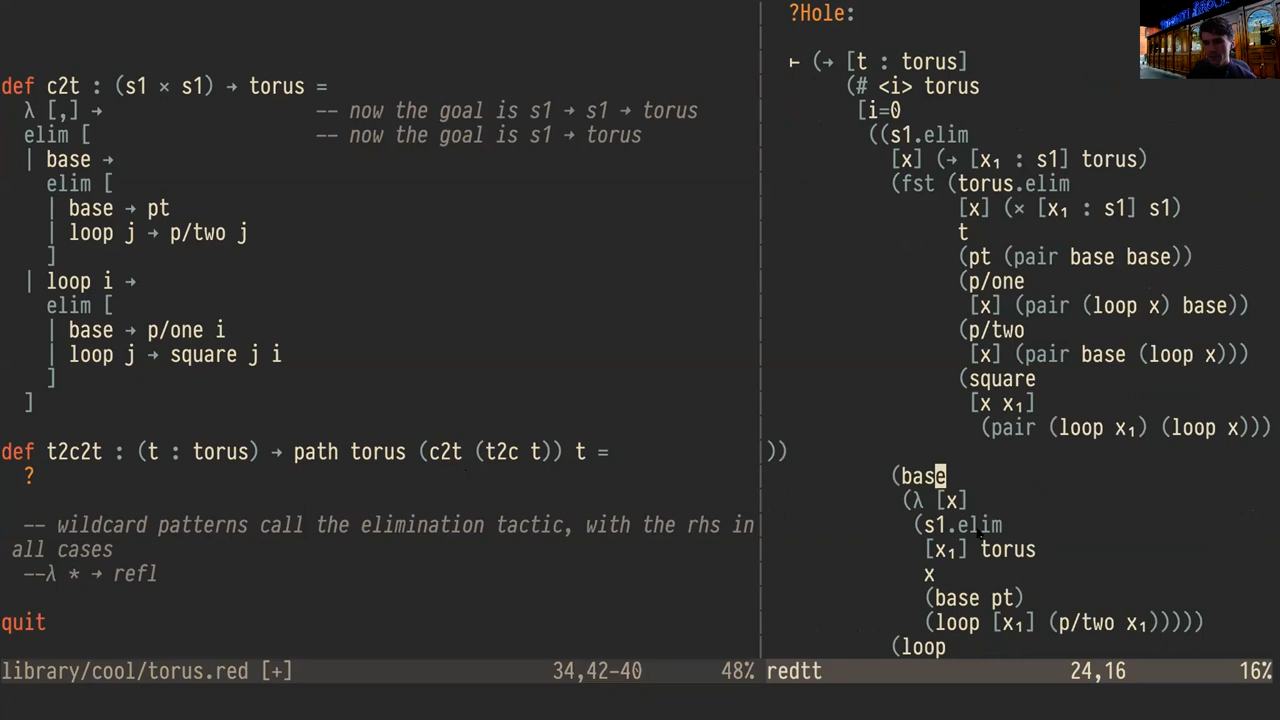 def c2t : (s1 × s1) → torus =
  λ [,] →                   -- now the goal is s1 → s1 → torus
  elim [                    -- now the goal is s1 → torus
  | base →
    elim [
    | base → pt
    | loop j → p/two j
    ]
  | loop i →
    elim [
    | base → p/one i
    | loop j → square j i
    ]
  ]
def t2c2t : (t : torus) → path torus (c2t (t2c t)) t =
  ?
  -- wildcard patterns call the elimination tactic, with the rhs in
 all cases
  --λ * → refl
quit
library/cool/torus.red [+]                        34,42-40       48%
?Hole:
⊢ (→ [t : torus]
     (# <i> torus
      [i=0
       ((s1.elim
         [x] (→ [x₁ : s1] torus)
         (fst (torus.elim
               [x] (× [x₁ : s1] s1)
               t
               (pt (pair base base))
               (p/one
                [x] (pair (loop x) base))
               (p/two
                [x] (pair base (loop x)))
               (square
                [x x₁]
                 (pair (loop x₁) (loop x)))
))
         (base
          (λ [x]
           (s1.elim
            [x₁] torus
            x
            (base pt)
            (loop [x₁] (p/two x₁)))))
         (loop
redtt                      24,16        16%